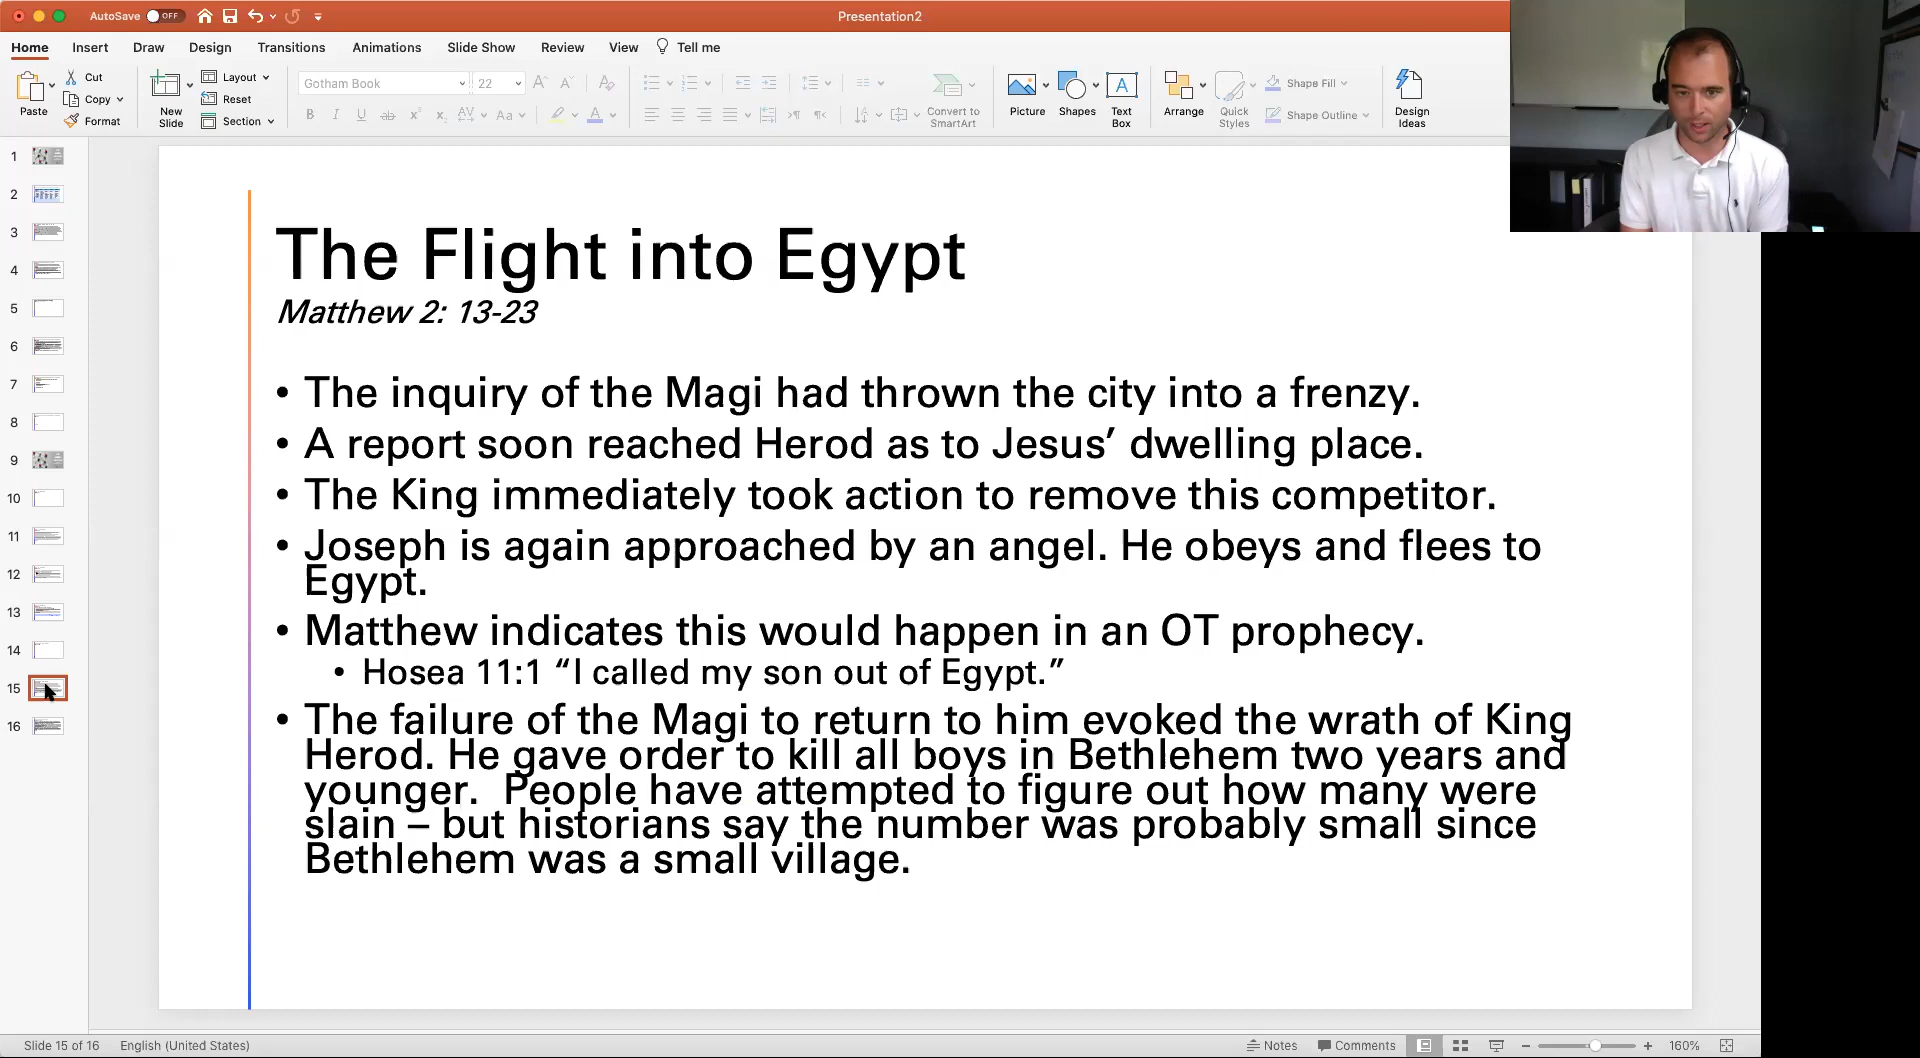 AutoSave OFF
Presentation2
Home Insert Draw Design Transitions Animations Slide Show Review View Tell me
Paste
Cut
Copy
Format
New Slide
Layout
Reset
Section
Gotham Book 22
Convert to SmartArt
Picture
Shapes
Text Box
Arrange
Quick Styles
Shape Fill
Shape Outline
Design Ideas
1
2
3
4
5
6
7
8
9
10
11
12
13
14
15
16
The Flight into Egypt
Matthew 2: 13-23
• The inquiry of the Magi had thrown the city into a frenzy.
• A report soon reached Herod as to Jesus’ dwelling place.
• The King immediately took action to remove this competitor.
• Joseph is again approached by an angel. He obeys and flees to
Egypt.
• Matthew indicates this would happen in an OT prophecy.
• Hosea 11:1 “I called my son out of Egypt.”
• The failure of the Magi to return to him evoked the wrath of King
Herod. He gave order to kill all boys in Bethlehem two years and
younger.  People have attempted to figure out how many were
slain – but historians say the number was probably small since
Bethlehem was a small village.
Slide 15 of 16 English (United States) Notes Comments 160%